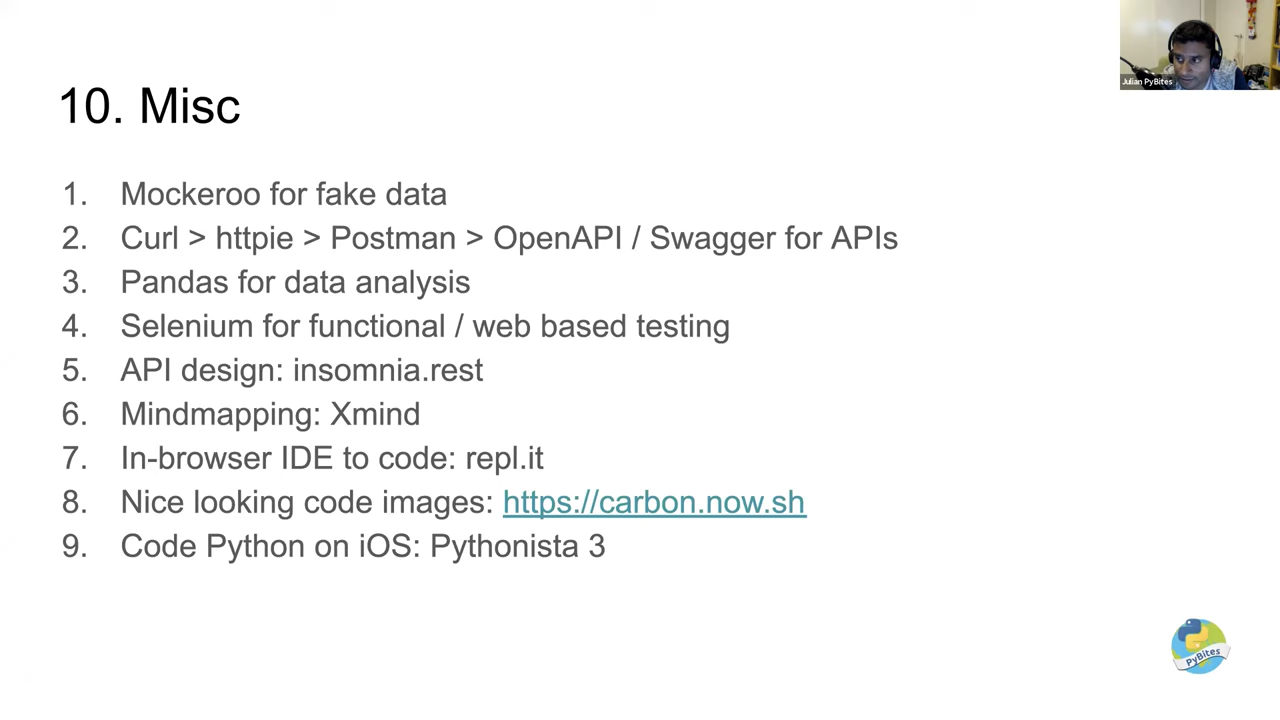 Julian PyBites
10. Misc
1. Mockeroo for fake data
2. Curl > httpie > Postman > OpenAPI / Swagger for APIs
3. Pandas for data analysis
4. Selenium for functional / web based testing
5. API design: insomnia.rest
6. Mindmapping: Xmind
7. In-browser IDE to code: repl.it
8. Nice looking code images: https://carbon.now.sh
9. Code Python on iOS: Pythonista 3
PyBites